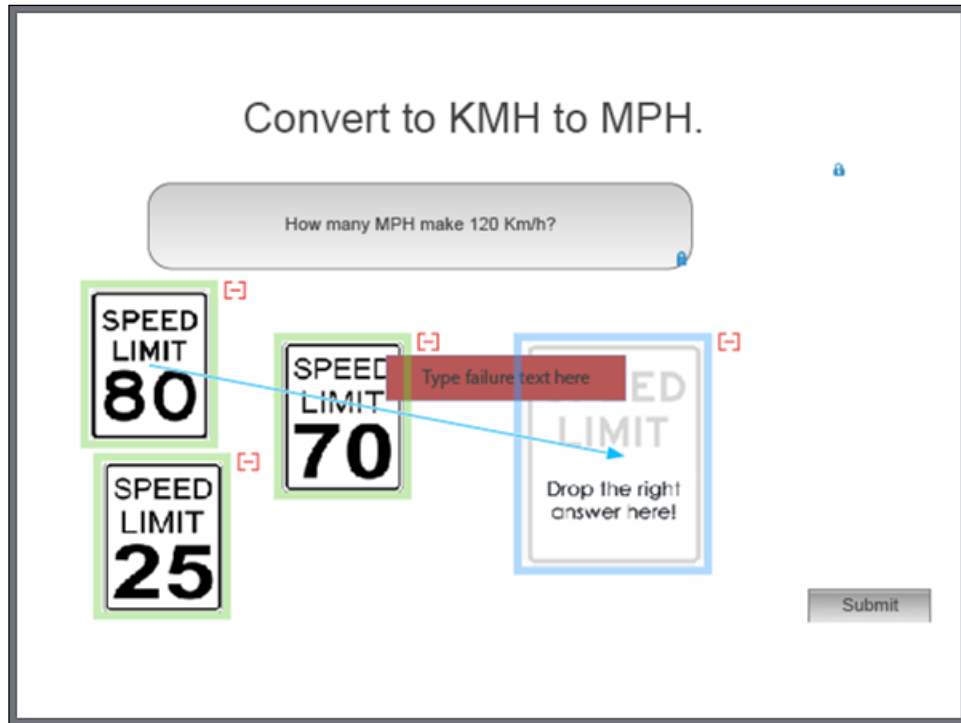 Convert to KMH to MPH.
How many MPH make 120 Km/h?
SPEED
LIMIT
80
SPEED
LIMIT
70
Type failure text here
SPEED
LIMIT
Drop the right
answer here!
SPEED
LIMIT
25
Submit